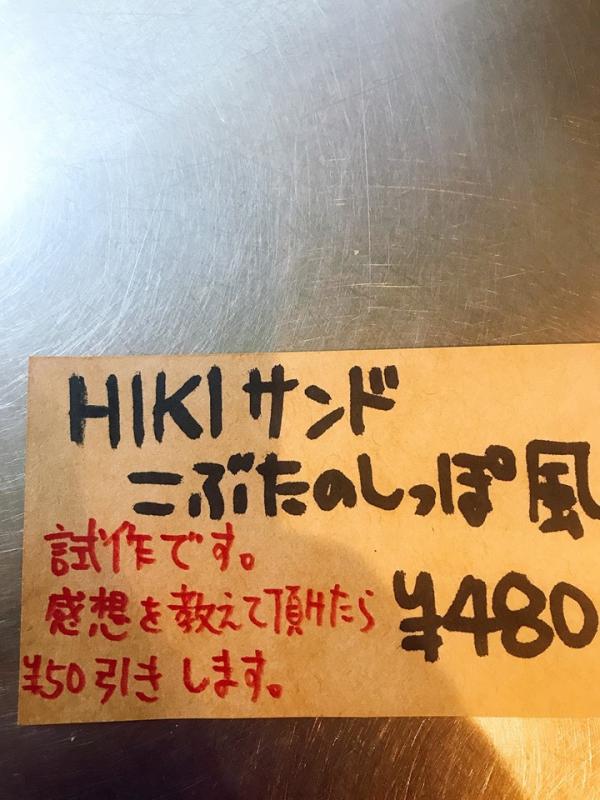 HIKIサンド
こぶたのしっぽ風
試作です。
感想を教えて頂けたら
¥50引きします。
¥480